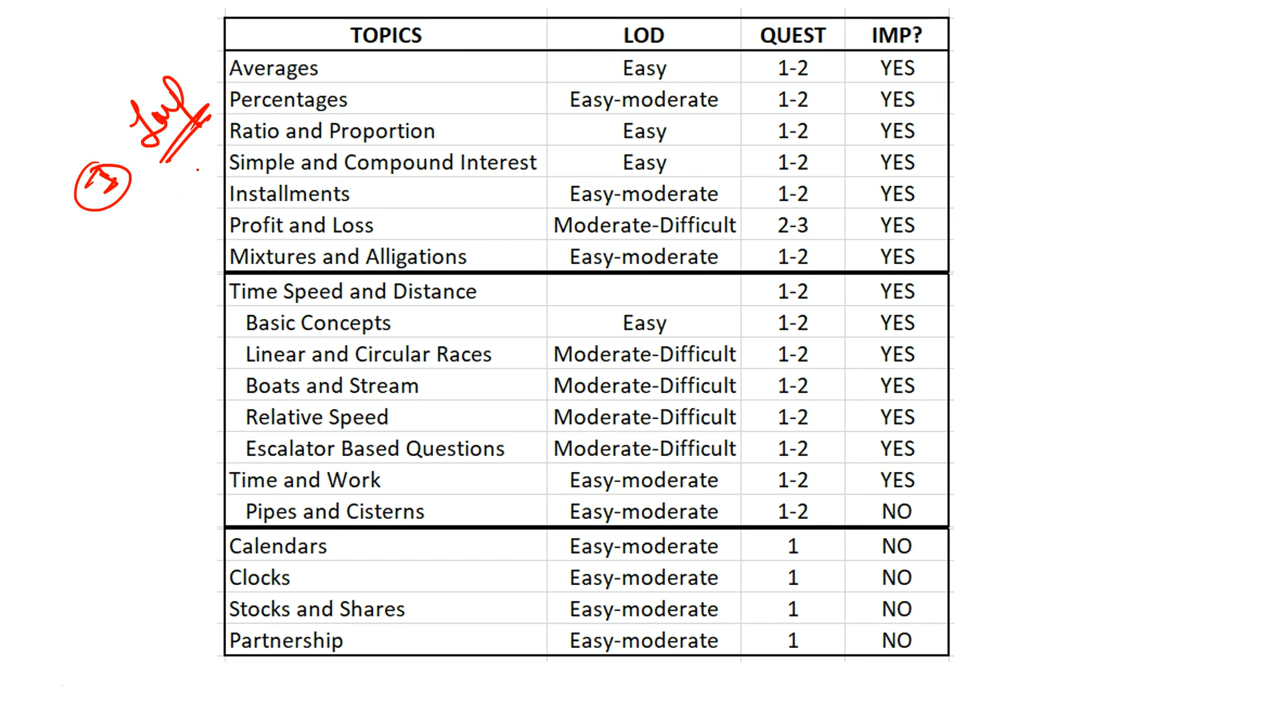 TOPICS LOD QUEST IMP?
Averages Easy 1-2 YES
Percentages Easy-moderate 1-2 YES
Ratio and Proportion Easy 1-2 YES
Simple and Compound Interest Easy 1-2 YES
Installments Easy-moderate 1-2 YES
Profit and Loss Moderate-Difficult 2-3 YES
Mixtures and Alligations Easy-moderate 1-2 YES
Time Speed and Distance 1-2 YES
Basic Concepts Easy 1-2 YES
Linear and Circular Races Moderate-Difficult 1-2 YES
Boats and Stream Moderate-Difficult 1-2 YES
Relative Speed Moderate-Difficult 1-2 YES
Escalator Based Questions Moderate-Difficult 1-2 YES
Time and Work Easy-moderate 1-2 YES
Pipes and Cisterns Easy-moderate 1-2 NO
Calendars Easy-moderate 1 NO
Clocks Easy-moderate 1 NO
Stocks and Shares Easy-moderate 1 NO
Partnership Easy-moderate 1 NO